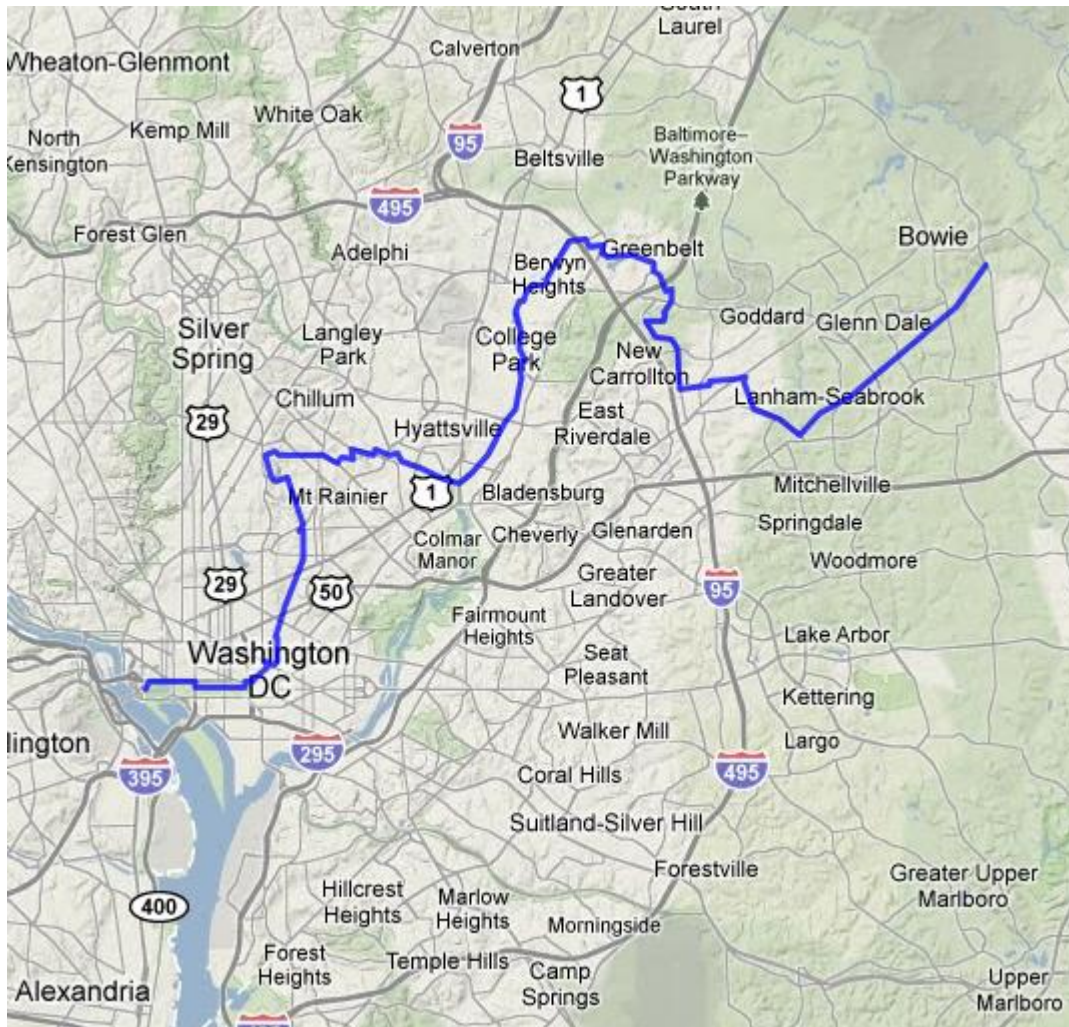 South
Laurel
Calverton
Wheaton-Glenmont
1
White Oak
Kemp Mill
North
Kensington
95
Beltsville
Baltimore–
Washington
Parkway
495
Forest Glen
Adelphi
Greenbelt
Bowie
Berwyn
Heights
Silver
Spring
Langley
Park
College
Park
Goddard
Glenn Dale
New
Carrollton
Chillum
Lanham-Seabrook
29
Hyattsville
East
Riverdale
Mt Rainier
1
Bladensburg
Mitchellville
Colmar
Manor
Cheverly
Glenarden
Springdale
Woodmore
29
50
Greater
Landover
95
Fairmount
Heights
Lake Arbor
Washington
DC
Seat
Pleasant
Kettering
lington
295
Walker Mill
Largo
395
Coral Hills
495
Suitland-Silver Hill
Forestville
Greater Upper
Marlboro
400
Hillcrest
Heights
Marlow
Heights
Morningside
Forest
Heights
Temple Hills
Camp
Springs
Alexandria
Upper
Marlboro